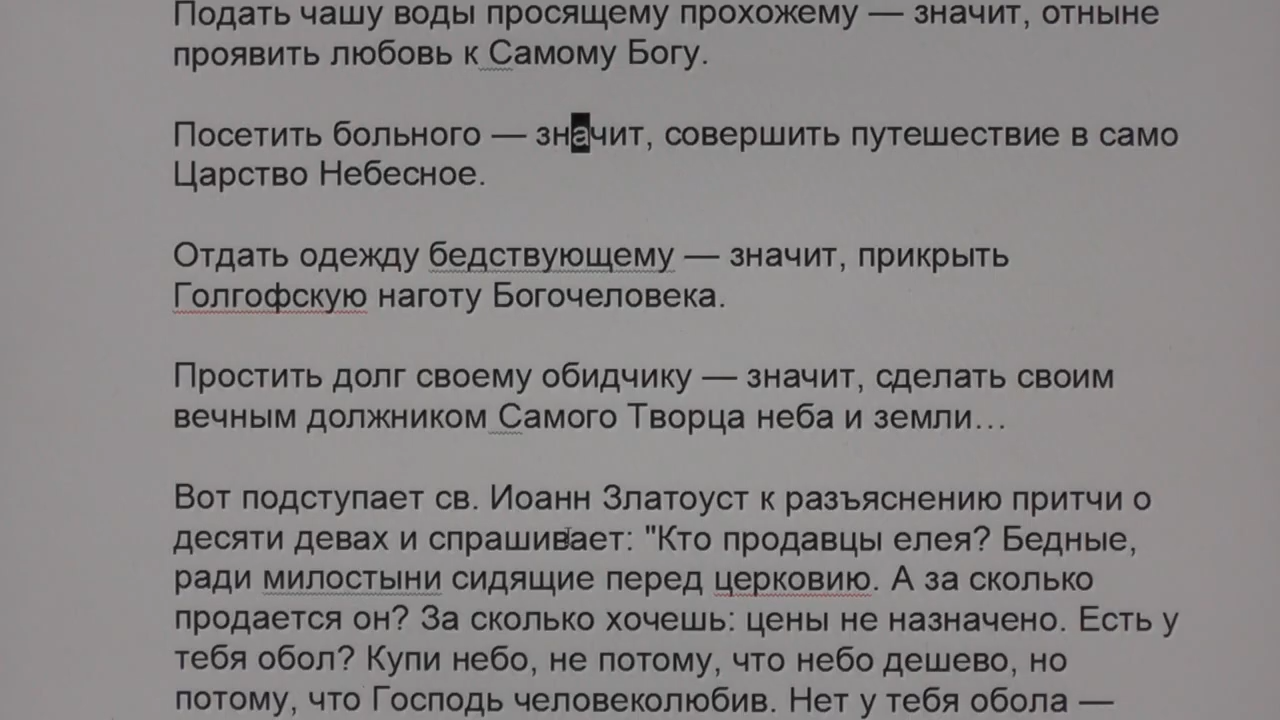 Подать чашу воды просящему прохожему — значит, отныне
проявить любовь к Самому Богу.
Посетить больного — значит, совершить путешествие в само
Царство Небесное.
Отдать одежду бедствующему — значит, прикрыть
Голгофскую наготу Богочеловека.
Простить долг своему обидчику — значит, сделать своим
вечным должником Самого Творца неба и земли…
Вот подступает св. Иоанн Златоуст к разъяснению притчи о
десяти девах и спрашивает: "Кто продавцы елея? Бедные,
ради милостыни сидящие перед церковию. А за сколько
продается он? За сколько хочешь: цены не назначено. Есть у
тебя обол? Купи небо, не потому, что небо дешево, но
потому, что Господь человеколюбив. Нет у тебя обола —